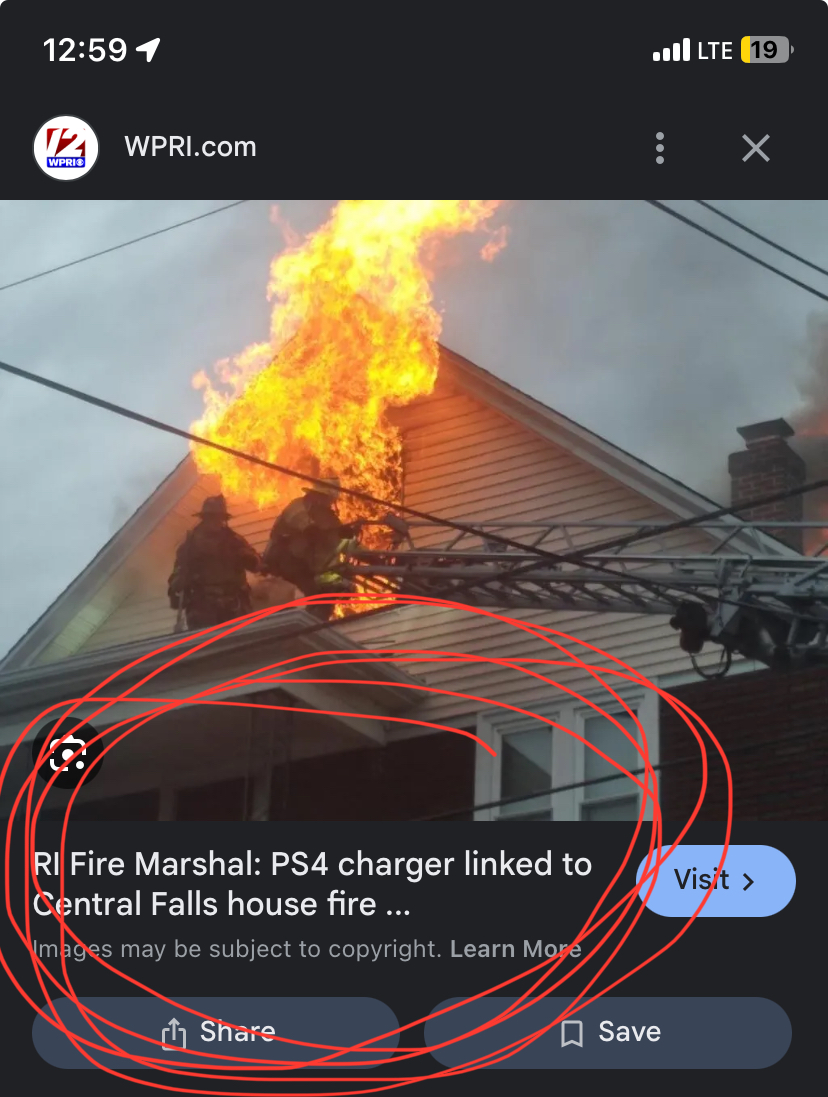 12:59
LTE 19
12
WPRI
WPRI.com
RI Fire Marshal: PS4 charger linked to
Central Falls house fire ...
Visit
Images may be subject to copyright. Learn More
Share
Save